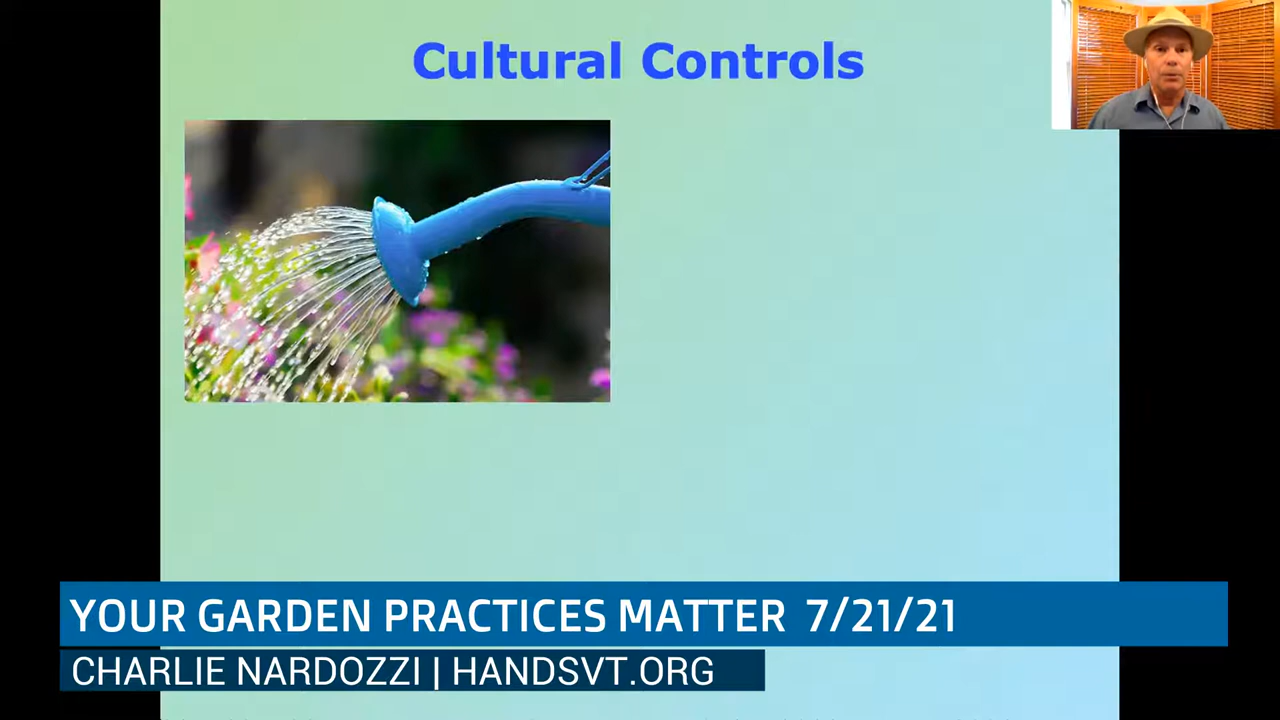 Cultural Controls
YOUR GARDEN PRACTICES MATTER 7/21/21
CHARLIE NARDOZZI | HANDSVT.ORG